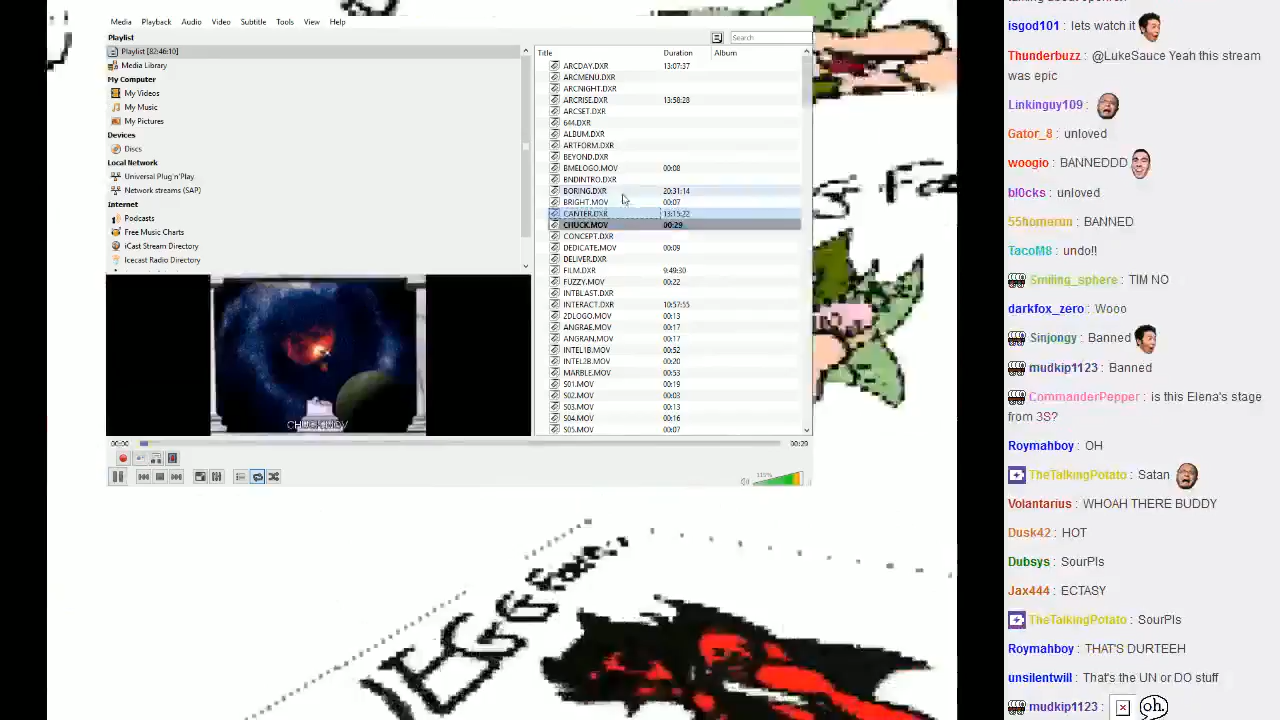 Media Playback Audio Video Subtitle Tools View Help
Playlist
Search
Playlist [82:46:10]
Media Library
My Computer
My Videos
My Music
My Pictures
Devices
Discs
Local Network
Universal Plug'n'Play
Network streams (SAP)
Internet
Podcasts
Free Music Charts
iCast Stream Directory
Icecast Radio Directory
Title Duration Album
ARCDAY.DXR 13:07:37
ARCMENU.DXR
ARCNIGHT.DXR
ARCRISE.DXR 13:58:28
ARCSET.DXR
644.DXR
ALBUM.DXR
ARTFORM.DXR
BEYOND.DXR
BMELOGO.MOV 00:08
BNDINTRO.DXR
BORING.DXR 20:31:14
BRIGHT.MOV 00:07
CANTER.DXR 13:15:22
CHUCK.MOV 00:29
CONCEPT.DXR
DEDICATE.MOV 00:09
DELIVER.DXR
FILM.DXR 9:49:30
FUZZY.MOV 00:22
INTBLAST.DXR
INTERACT.DXR 10:57:55
2DLOGO.MOV 00:13
ANGRAE.MOV 00:17
ANGRAN.MOV 00:17
INTEL1B.MOV 00:52
INTEL2B.MOV 00:20
MARBLE.MOV 00:53
S01.MOV 00:19
S02.MOV 00:03
S03.MOV 00:13
S04.MOV 00:16
S05.MOV 00:07
CHUCK.MOV
00:00 00:29
115%
isgod101 : lets watch it
Thunderbuzz : @LukeSauce Yeah this stream
was epic
Linkinguy109 :
Gator_8 : unloved
woogio : BANNEDDD
bl0cks : unloved
55homerun : BANNED
TacoM8 : undo!!
Smiling_sphere : TIM NO
darkfox_zero : Wooo
Sinjongy : Banned
mudkip1123 : Banned
CommanderPepper : is this Elena's stage
from 3S?
Roymahboy : OH
TheTalkingPotato : Satan
Volantarius : WHOAH THERE BUDDY
Dusk42 : HOT
Dubsys : SourPls
Jax444 : ECTASY
TheTalkingPotato : SourPls
Roymahboy : THAT'S DURTEEH
unsilentwill : That's the UN or DO stuff
mudkip1123 : oh.